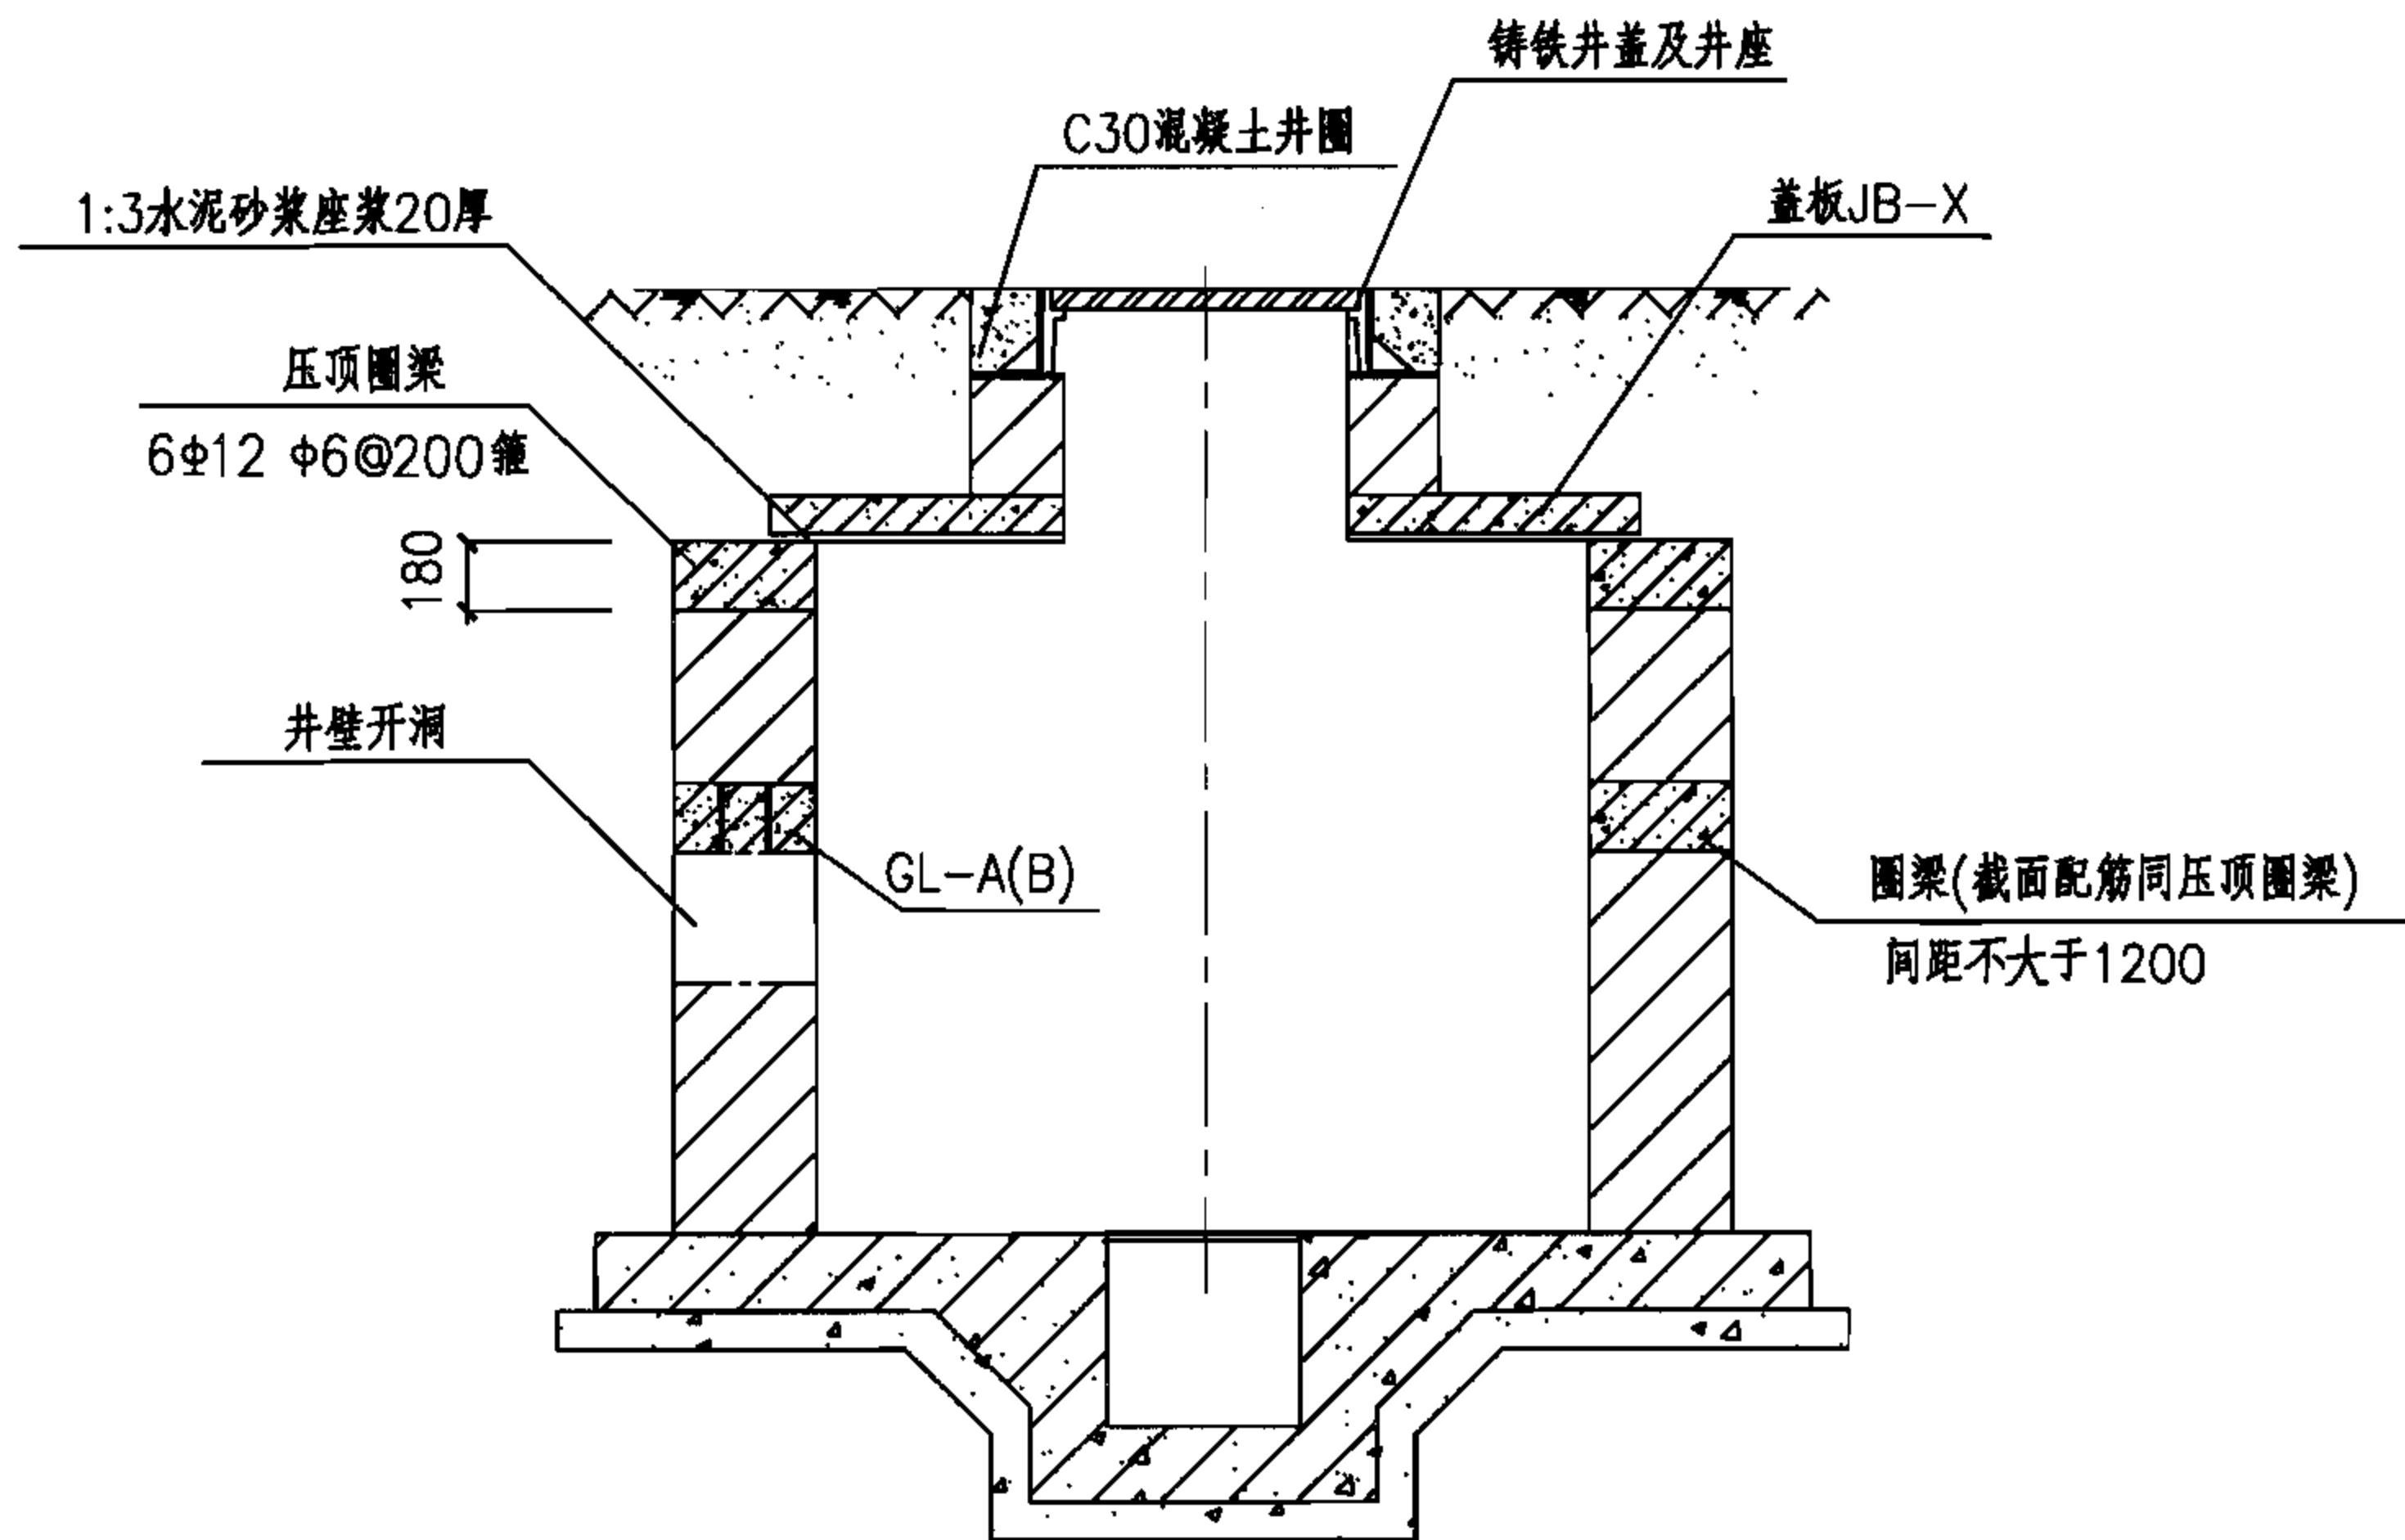 铸铁井盖及井座
C30混凝土井圈
1:3水泥砂浆座浆20厚
盖板JB-X
压顶圈梁
6Φ12 Φ6@200箍
180
井壁开洞
GL-A(B)
圈梁(截面配筋同压顶圈梁)
间距不大于1200